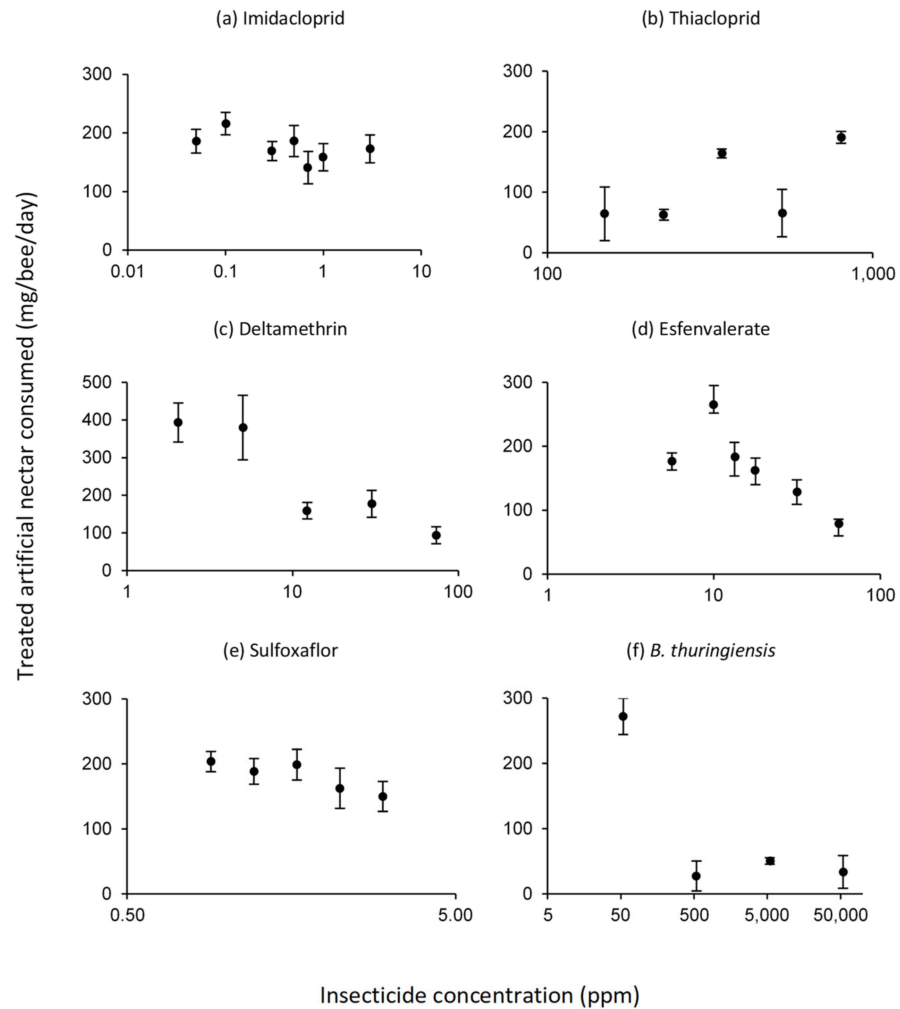 (a) Imidacloprid
(b) Thiacloprid
300
200
100
0
0.01 0.1 1 10
300
200
100
0
100 1,000
Treated artificial nectar consumed (mg/bee/day)
(c) Deltamethrin
(d) Esfenvalerate
500
400
300
200
100
0
1 10 100
300
200
100
0
1 10 100
(e) Sulfoxaflor
(f) B. thuringiensis
300
200
100
0
0.50 5.00
300
200
100
0
5 50 500 5,000 50,000
Insecticide concentration (ppm)